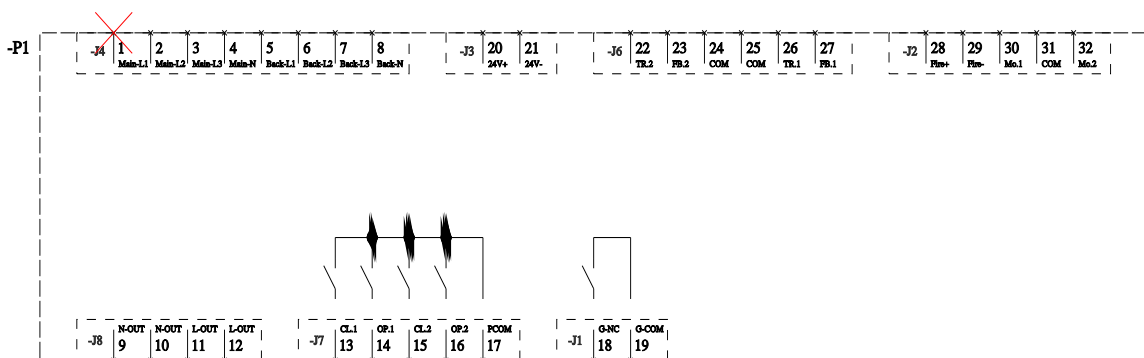 -P1
-J4 1 2 3 4 5 6 7 8
Main-L1 Main-L2 Main-L3 Main-N Back-L1 Back-L2 Back-L3 Back-N
-J3 20 21
24V+ 24V-
-J6 22 23 24 25 26 27
TR.2 FB.2 COM COM TR.1 FB.1
-J2 28 29 30 31 32
Fire+ Fire- Mo.1 COM Mo.2
N-OUT N-OUT L-OUT L-OUT
-J8 9 10 11 12
CL.1 OP.1 CL.2 OP.2 PCOM
-J7 13 14 15 16 17
G-NC G-COM
-J1 18 19